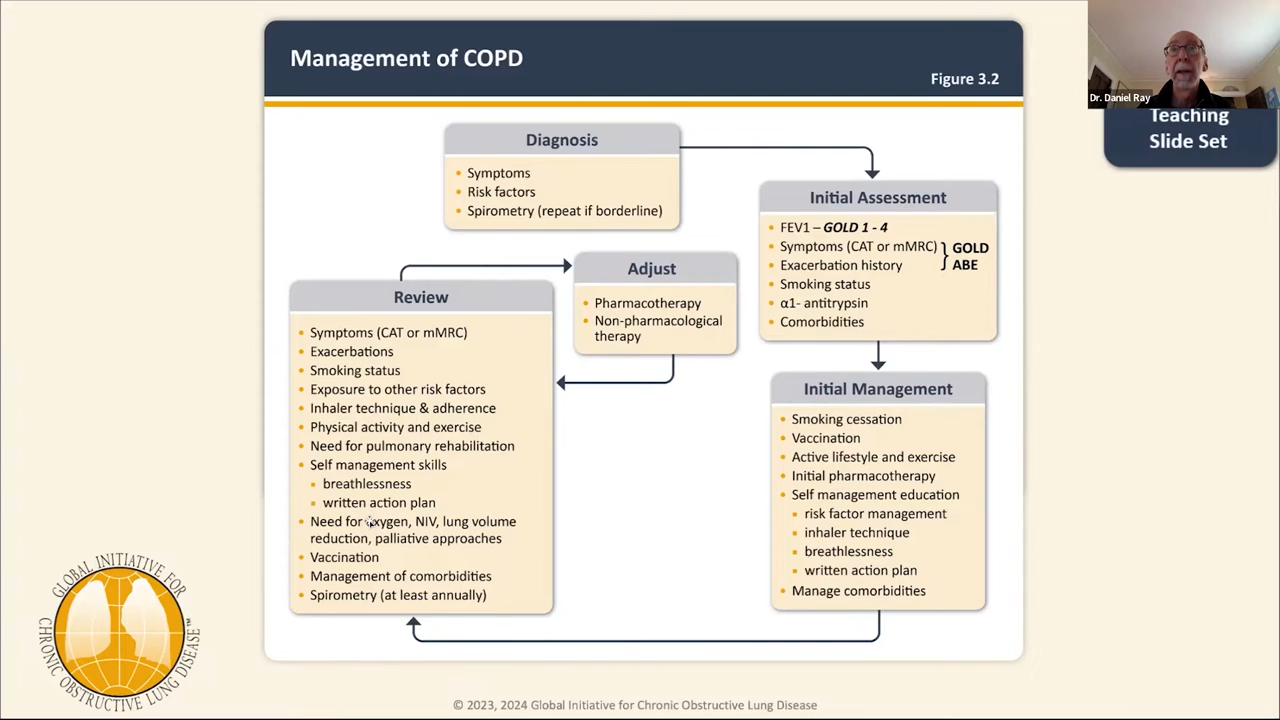 Management of COPD
Figure 3.2
Dr. Daniel Ray
Teaching
Slide Set
Diagnosis
• Symptoms
• Risk factors
• Spirometry (repeat if borderline)
Initial Assessment
• FEV1 – GOLD 1 - 4
• Symptoms (CAT or mMRC) } GOLD
• Exacerbation history ABE
• Smoking status
• α1- antitrypsin
• Comorbidities
Initial Management
• Smoking cessation
• Vaccination
• Active lifestyle and exercise
• Initial pharmacotherapy
• Self management education
▪ risk factor management
▪ inhaler technique
▪ breathlessness
▪ written action plan
• Manage comorbidities
Review
• Symptoms (CAT or mMRC)
• Exacerbations
• Smoking status
• Exposure to other risk factors
• Inhaler technique & adherence
• Physical activity and exercise
• Need for pulmonary rehabilitation
• Self management skills
▪ breathlessness
▪ written action plan
• Need for oxygen, NIV, lung volume
reduction, palliative approaches
• Vaccination
• Management of comorbidities
• Spirometry (at least annually)
Adjust
• Pharmacotherapy
• Non-pharmacological
therapy
GLOBAL INITIATIVE FOR
CHRONIC OBSTRUCTIVE LUNG DISEASE
© 2023, 2024 Global Initiative for Chronic Obstructive Lung Disease